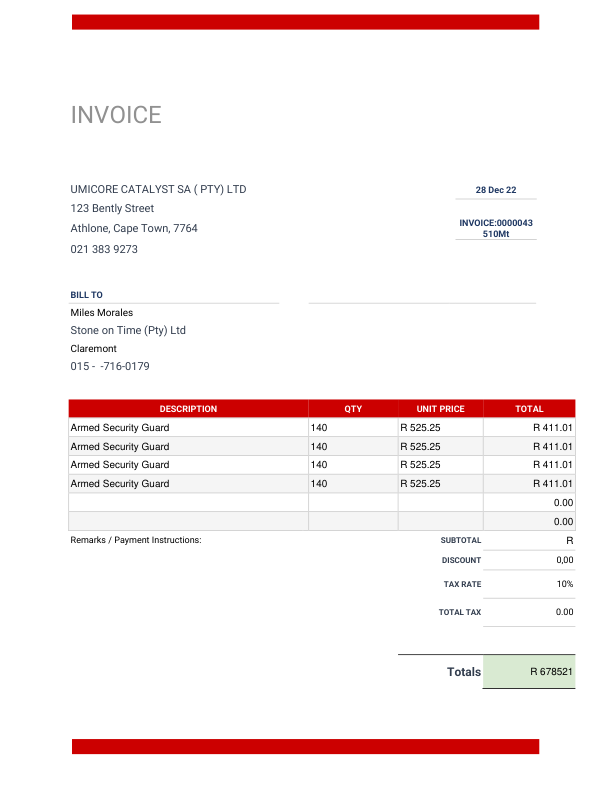 INVOICE
UMICORE CATALYST SA ( PTY) LTD
28 Dec 22
123 Bently Street
Athlone, Cape Town, 7764
INVOICE:0000043
510Mt
021 383 9273
BILL TO
Miles Morales
Stone on Time (Pty) Ltd
Claremont
015 - -716-0179
DESCRIPTION QTY UNIT PRICE TOTAL
Armed Security Guard 140 R 525.25 R 411.01
Armed Security Guard 140 R 525.25 R 411.01
Armed Security Guard 140 R 525.25 R 411.01
Armed Security Guard 140 R 525.25 R 411.01
0.00
0.00
Remarks / Payment Instructions: SUBTOTAL R
DISCOUNT 0,00
TAX RATE 10%
TOTAL TAX 0.00
Totals R 678521